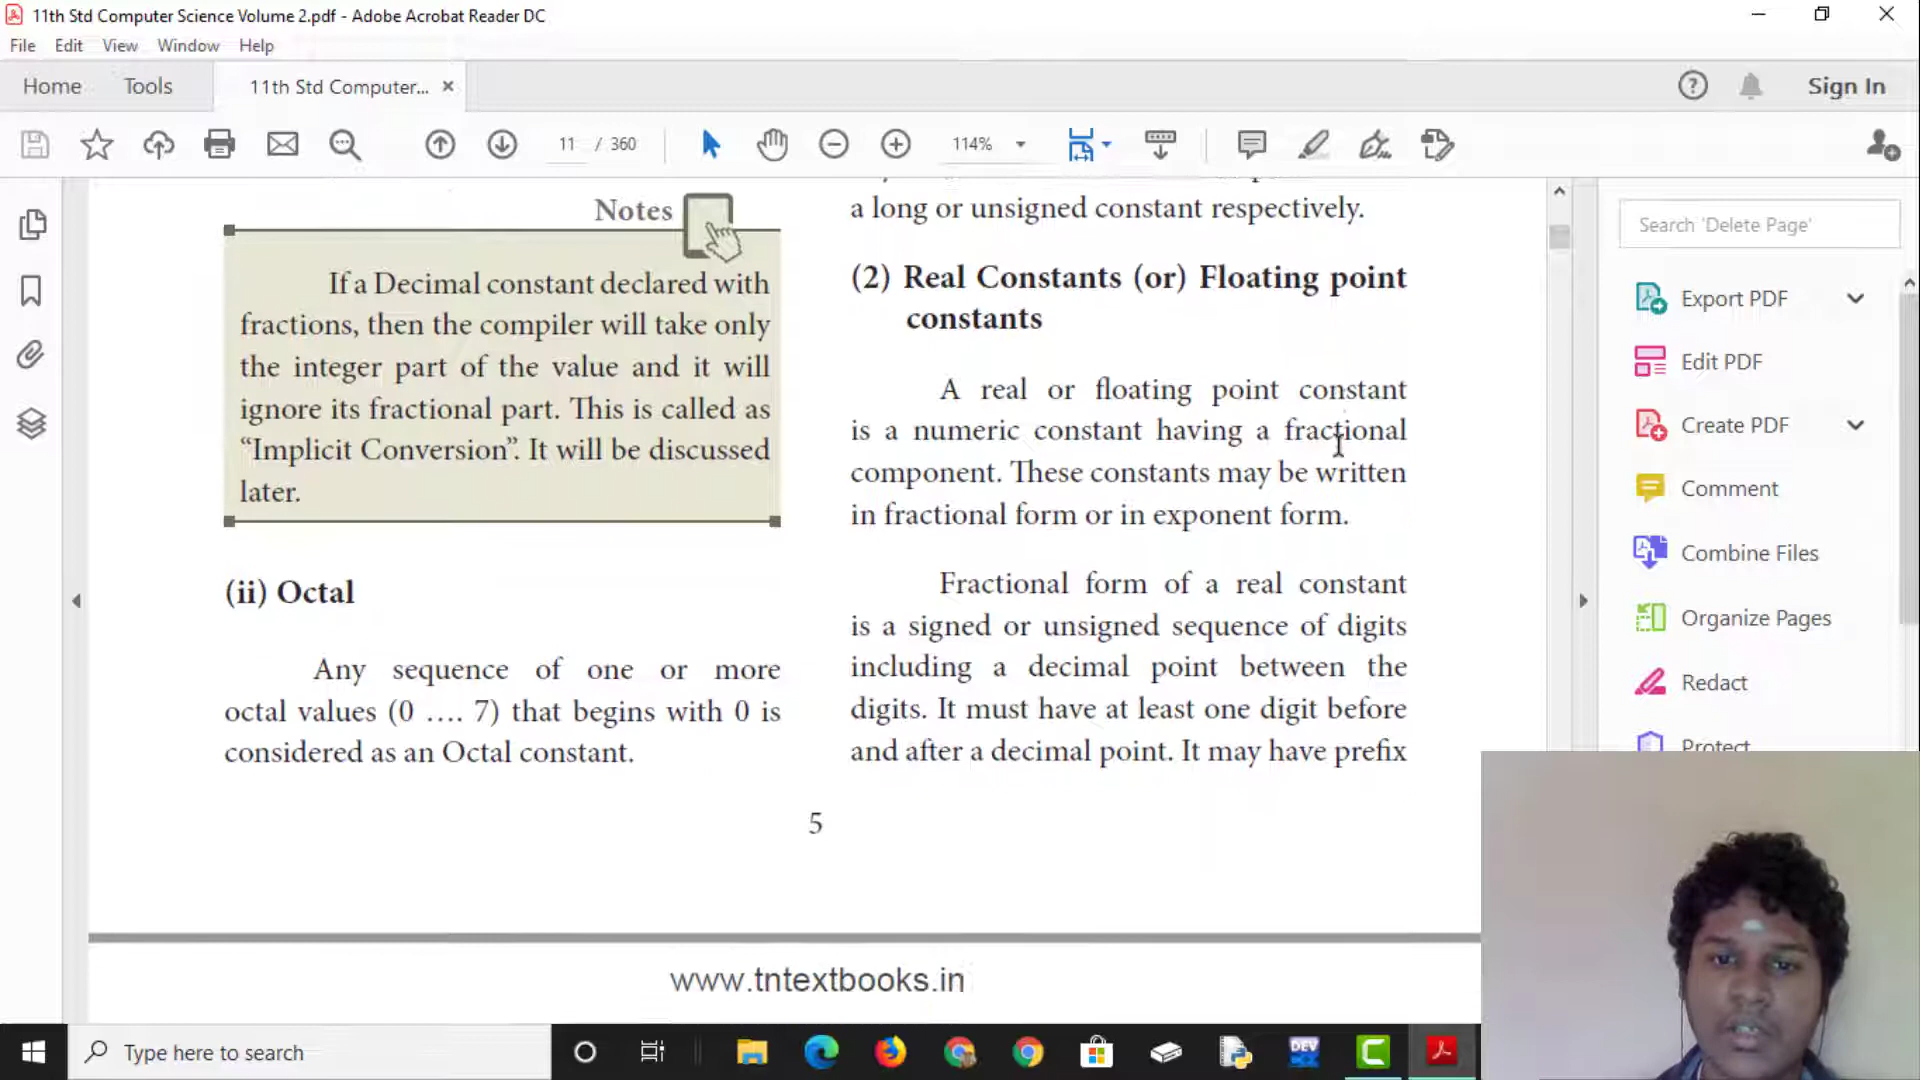 11th Std Computer Science Volume 2.pdf - Adobe Acrobat Reader DC
File Edit View Window Help
Home Tools 11th Std Computer... ×
Sign In
11 / 360
114%
Notes
If a Decimal constant declared with
fractions, then the compiler will take only
the integer part of the value and it will
ignore its fractional part. This is called as
“Implicit Conversion”. It will be discussed
later.
(ii) Octal
Any sequence of one or more
octal values (0 .... 7) that begins with 0 is
considered as an Octal constant.
a long or unsigned constant respectively.
(2) Real Constants (or) Floating point
constants
A real or floating point constant
is a numeric constant having a fractional
component. These constants may be written
in fractional form or in exponent form.
Fractional form of a real constant
is a signed or unsigned sequence of digits
including a decimal point between the
digits. It must have at least one digit before
and after a decimal point. It may have prefix
5
www.tntextbooks.in
Search 'Delete Page'
Export PDF
Edit PDF
Create PDF
Comment
Combine Files
Organize Pages
Redact
Protect
Type here to search
DEV